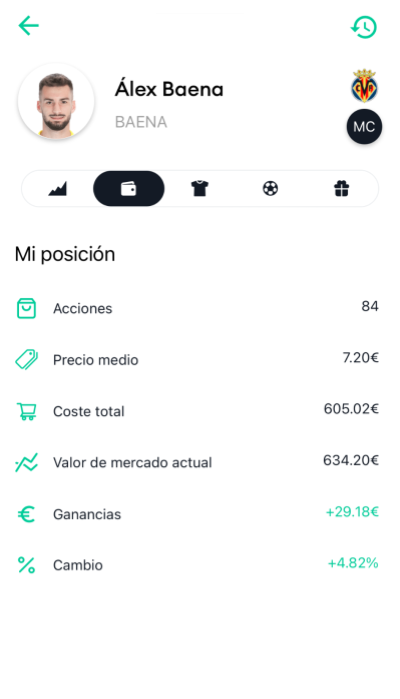 Álex Baena
BAENA
MC
Mi posición
Acciones 84
Precio medio 7.20€
Coste total 605.02€
Valor de mercado actual 634.20€
Ganancias +29.18€
Cambio +4.82%